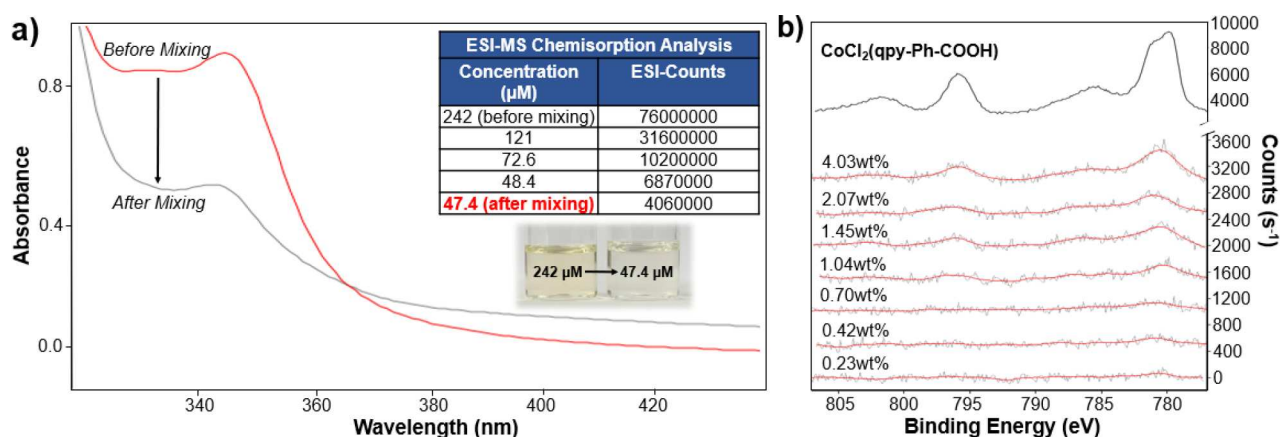 a)
Before Mixing
After Mixing
Absorbance
0.8
0.4
0.0
340
360
380
400
420
Wavelength (nm)
ESI-MS Chemisorption Analysis
Concentration (µM) ESI-Counts
242 (before mixing) 76000000
121 31600000
72.6 10200000
48.4 6870000
47.4 (after mixing) 4060000
242 µM 47.4 µM
b)
CoCl₂(qpy-Ph-COOH)
4.03wt%
2.07wt%
1.45wt%
1.04wt%
0.70wt%
0.42wt%
0.23wt%
10000
8000
6000
4000
3600
3200
2800
2400
2000
1600
1200
800
400
0
Counts (s⁻¹)
805
800
795
790
785
780
Binding Energy (eV)